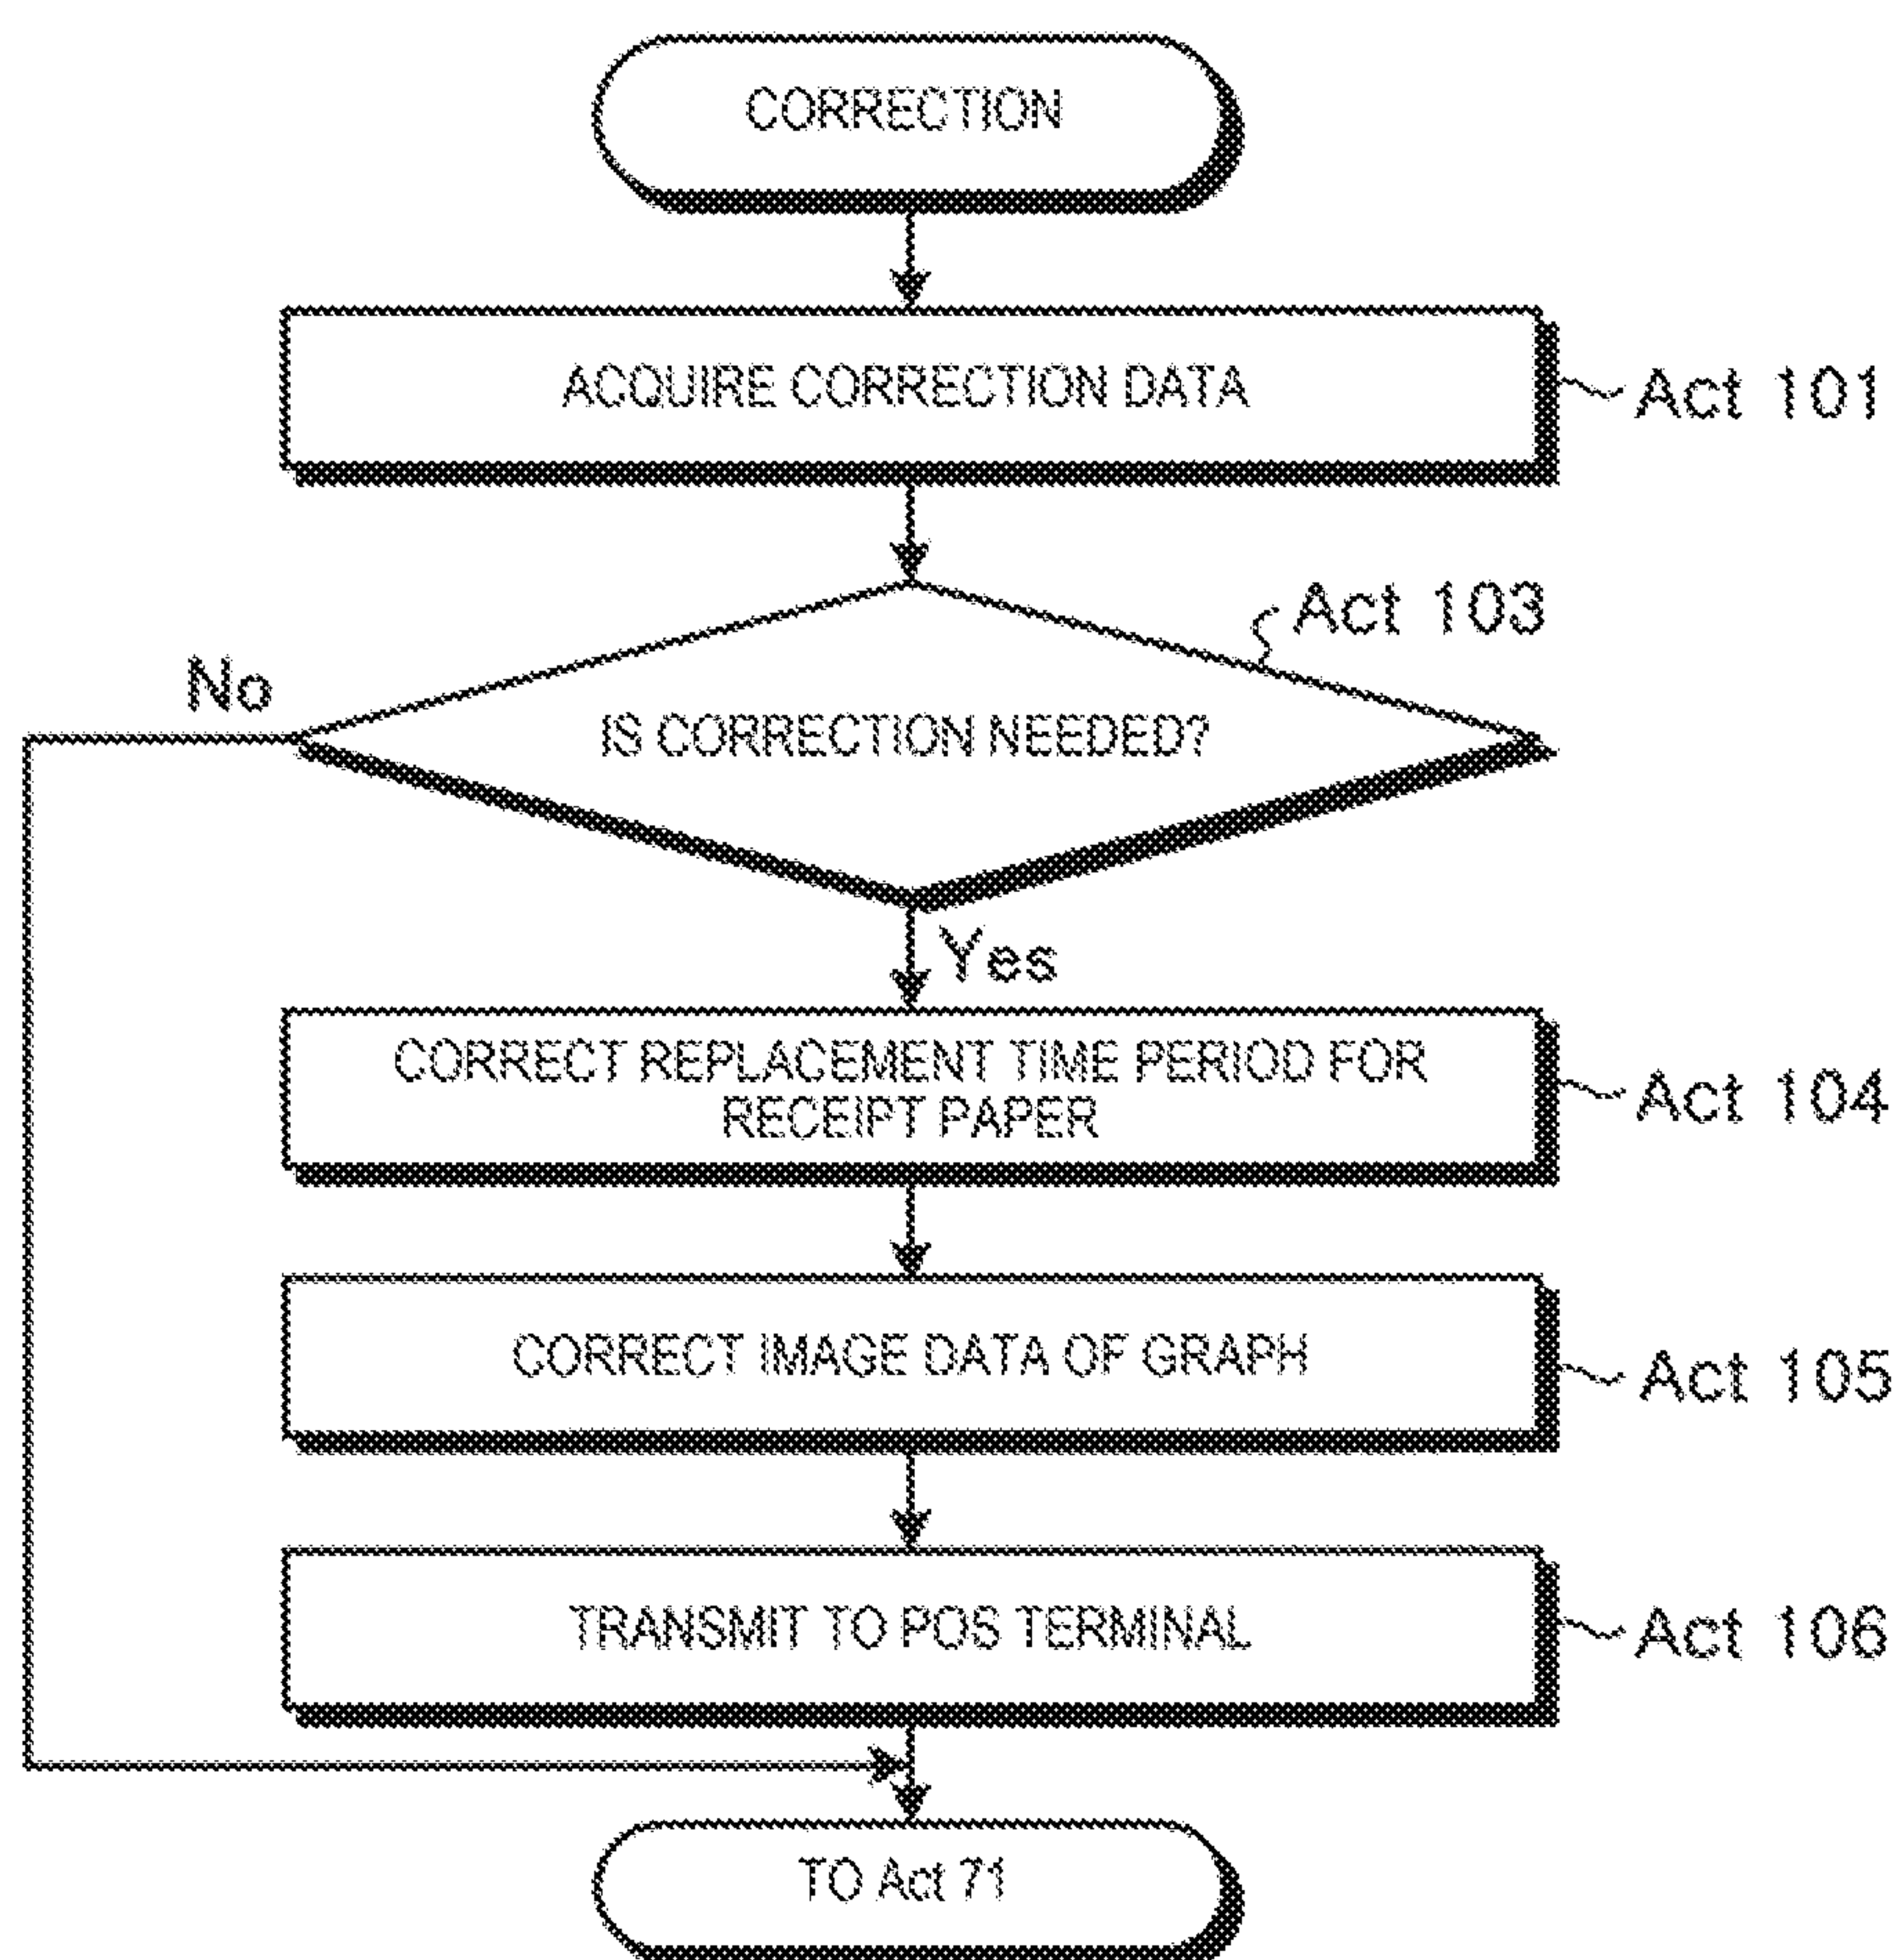 CORRECTION
ACQUIRE CORRECTION DATA
Act 101
Act 103
No
IS CORRECTION NEEDED?
Yes
CORRECT REPLACEMENT TIME PERIOD FOR
RECEIPT PAPER
Act 104
CORRECT IMAGE DATA OF GRAPH
Act 105
TRANSMIT TO POS TERMINAL
Act 106
TO Act 71